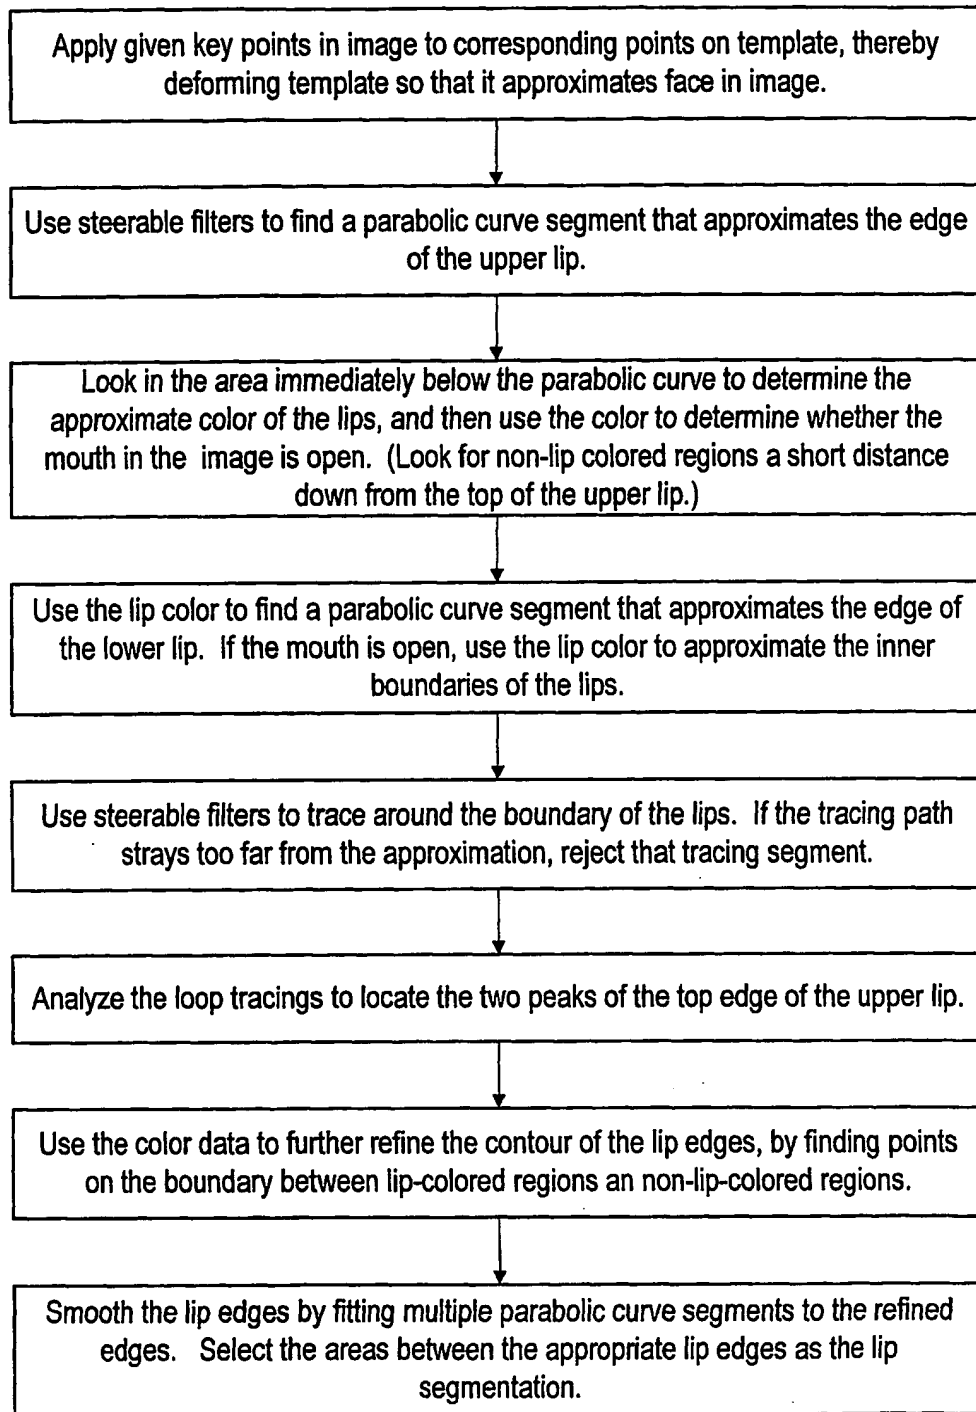 Apply given key points in image to corresponding points on template, thereby
deforming template so that it approximates face in image.
Use steerable filters to find a parabolic curve segment that approximates the edge
of the upper lip.
Look in the area immediately below the parabolic curve to determine the
approximate color of the lips, and then use the color to determine whether the
mouth in the image is open. (Look for non-lip colored regions a short distance
down from the top of the upper lip.)
Use the lip color to find a parabolic curve segment that approximates the edge of
the lower lip. If the mouth is open, use the lip color to approximate the inner
boundaries of the lips.
Use steerable filters to trace around the boundary of the lips. If the tracing path
strays too far from the approximation, reject that tracing segment.
Analyze the loop tracings to locate the two peaks of the top edge of the upper lip.
Use the color data to further refine the contour of the lip edges, by finding points
on the boundary between lip-colored regions an non-lip-colored regions.
Smooth the lip edges by fitting multiple parabolic curve segments to the refined
edges. Select the areas between the appropriate lip edges as the lip
segmentation.